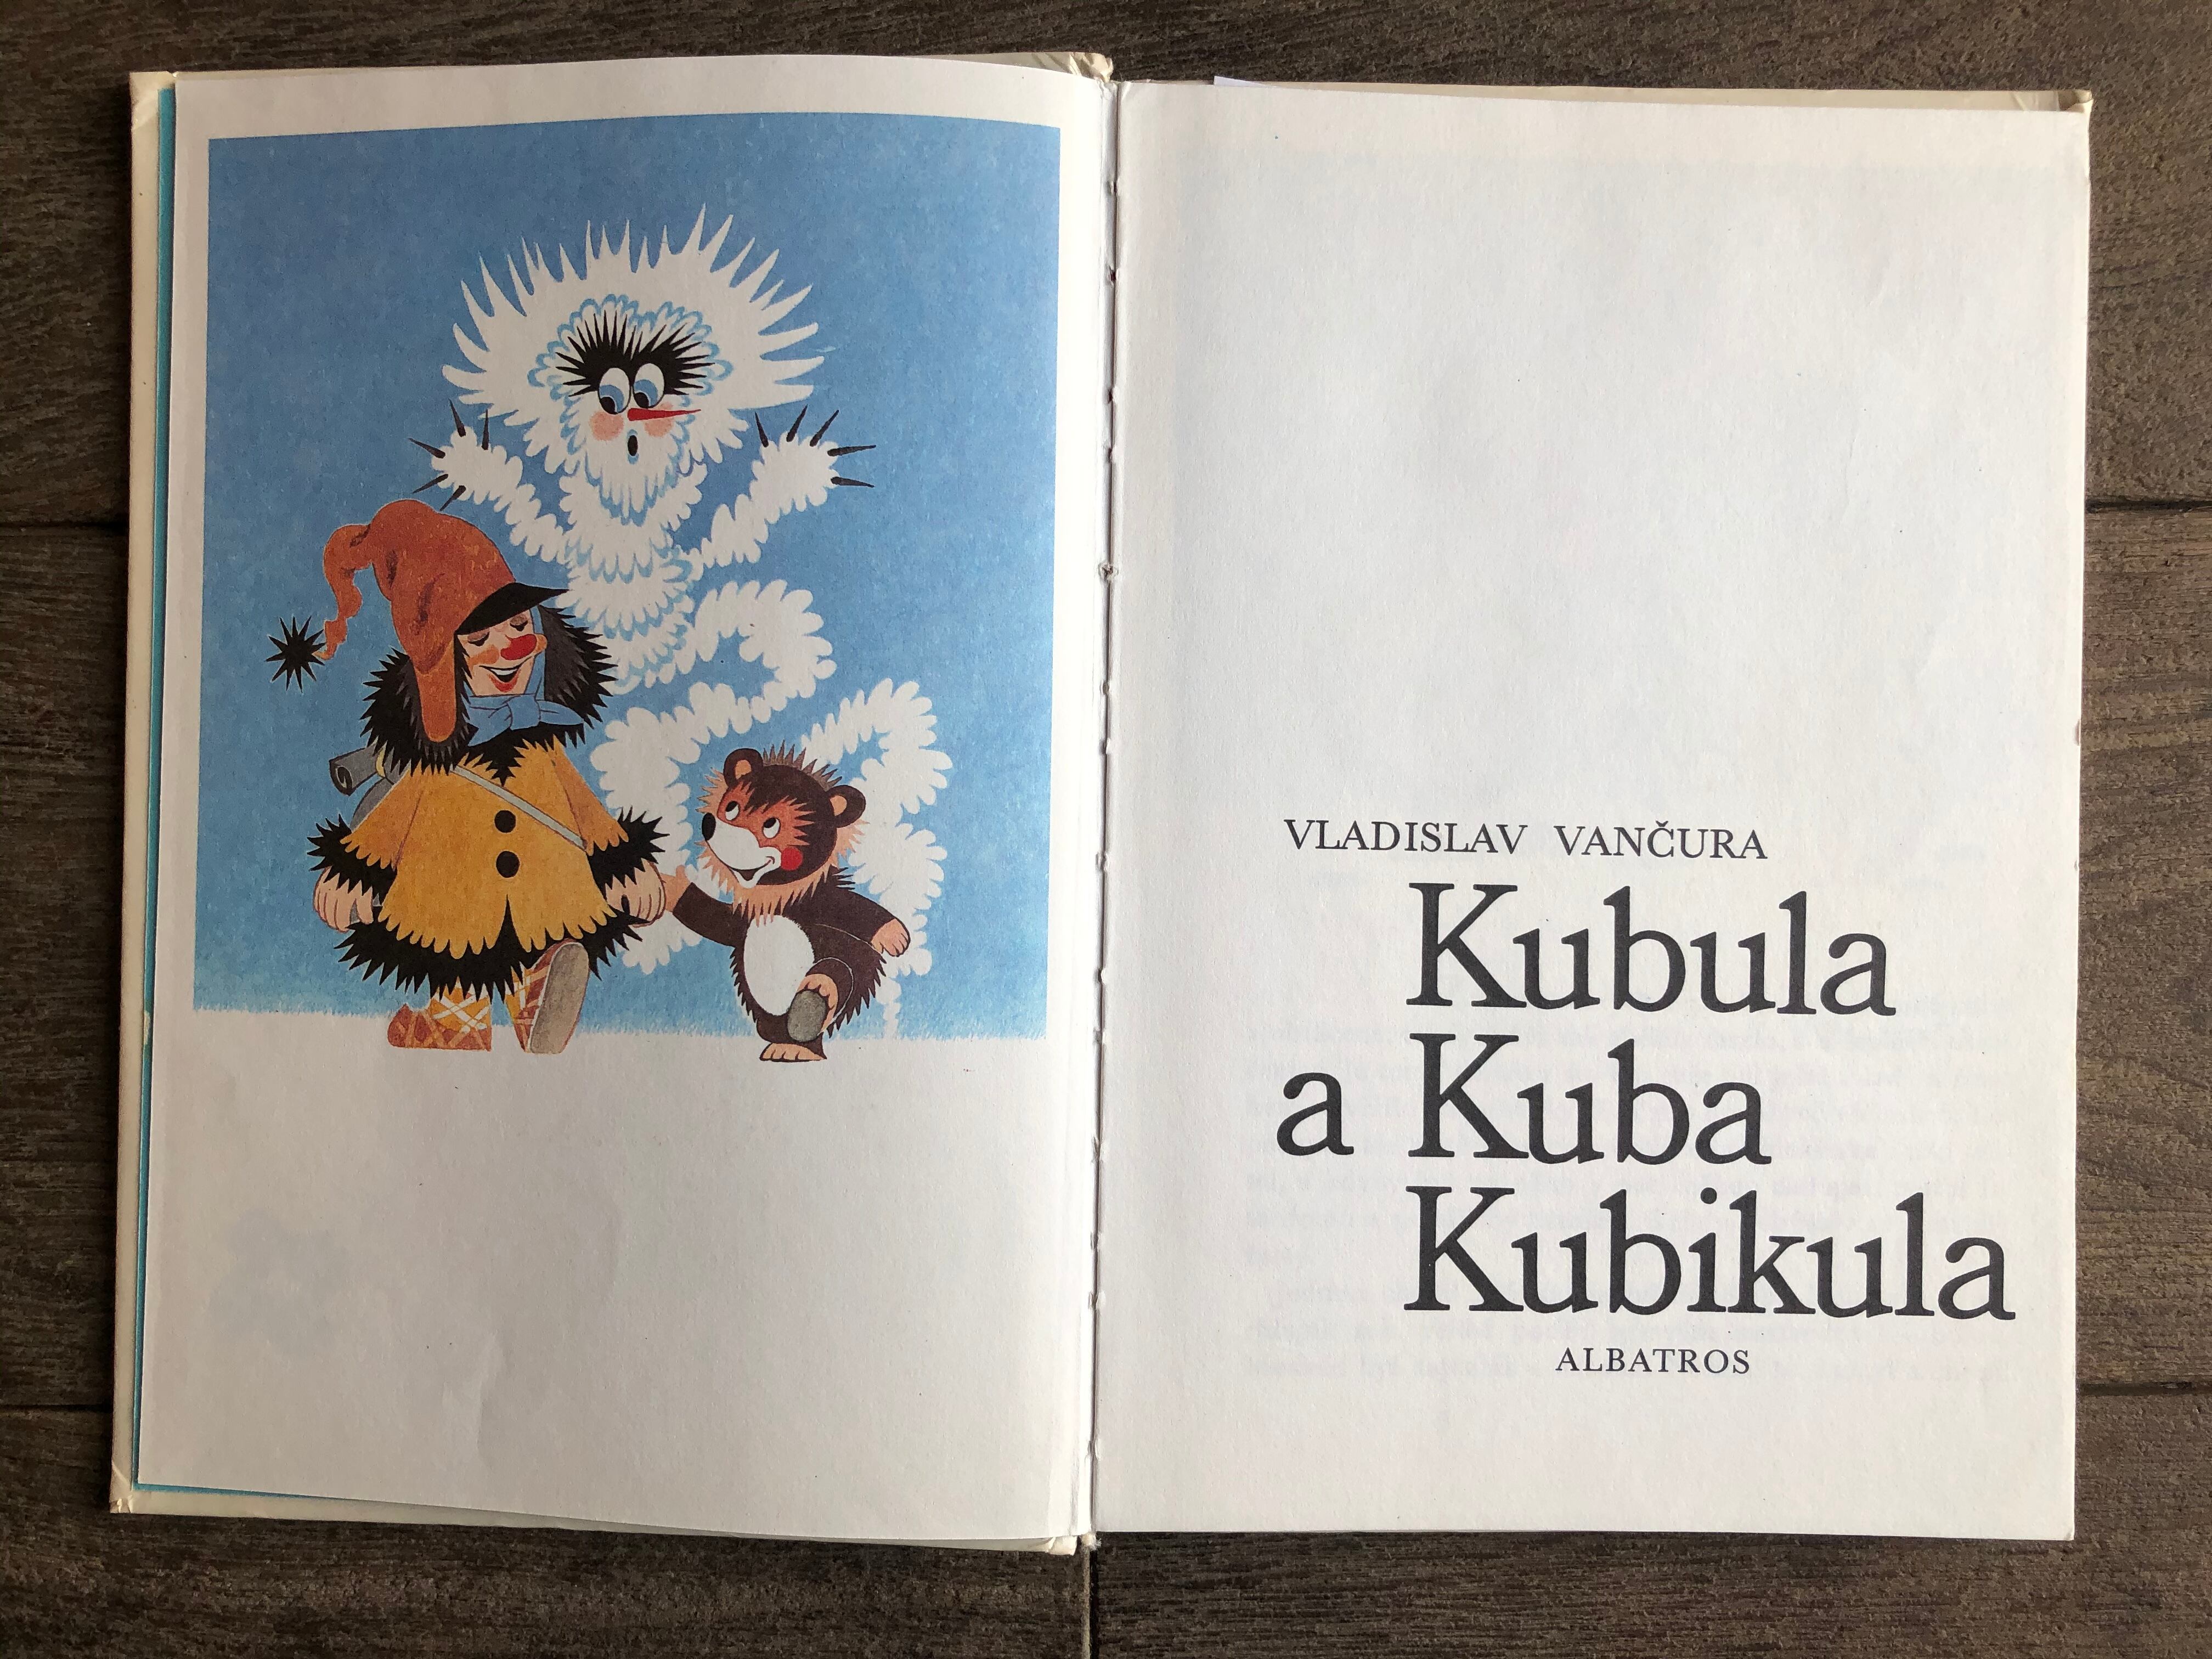 VLADISLAV VANČURA
Kubula
a Kuba
Kubikula
ALBATROS